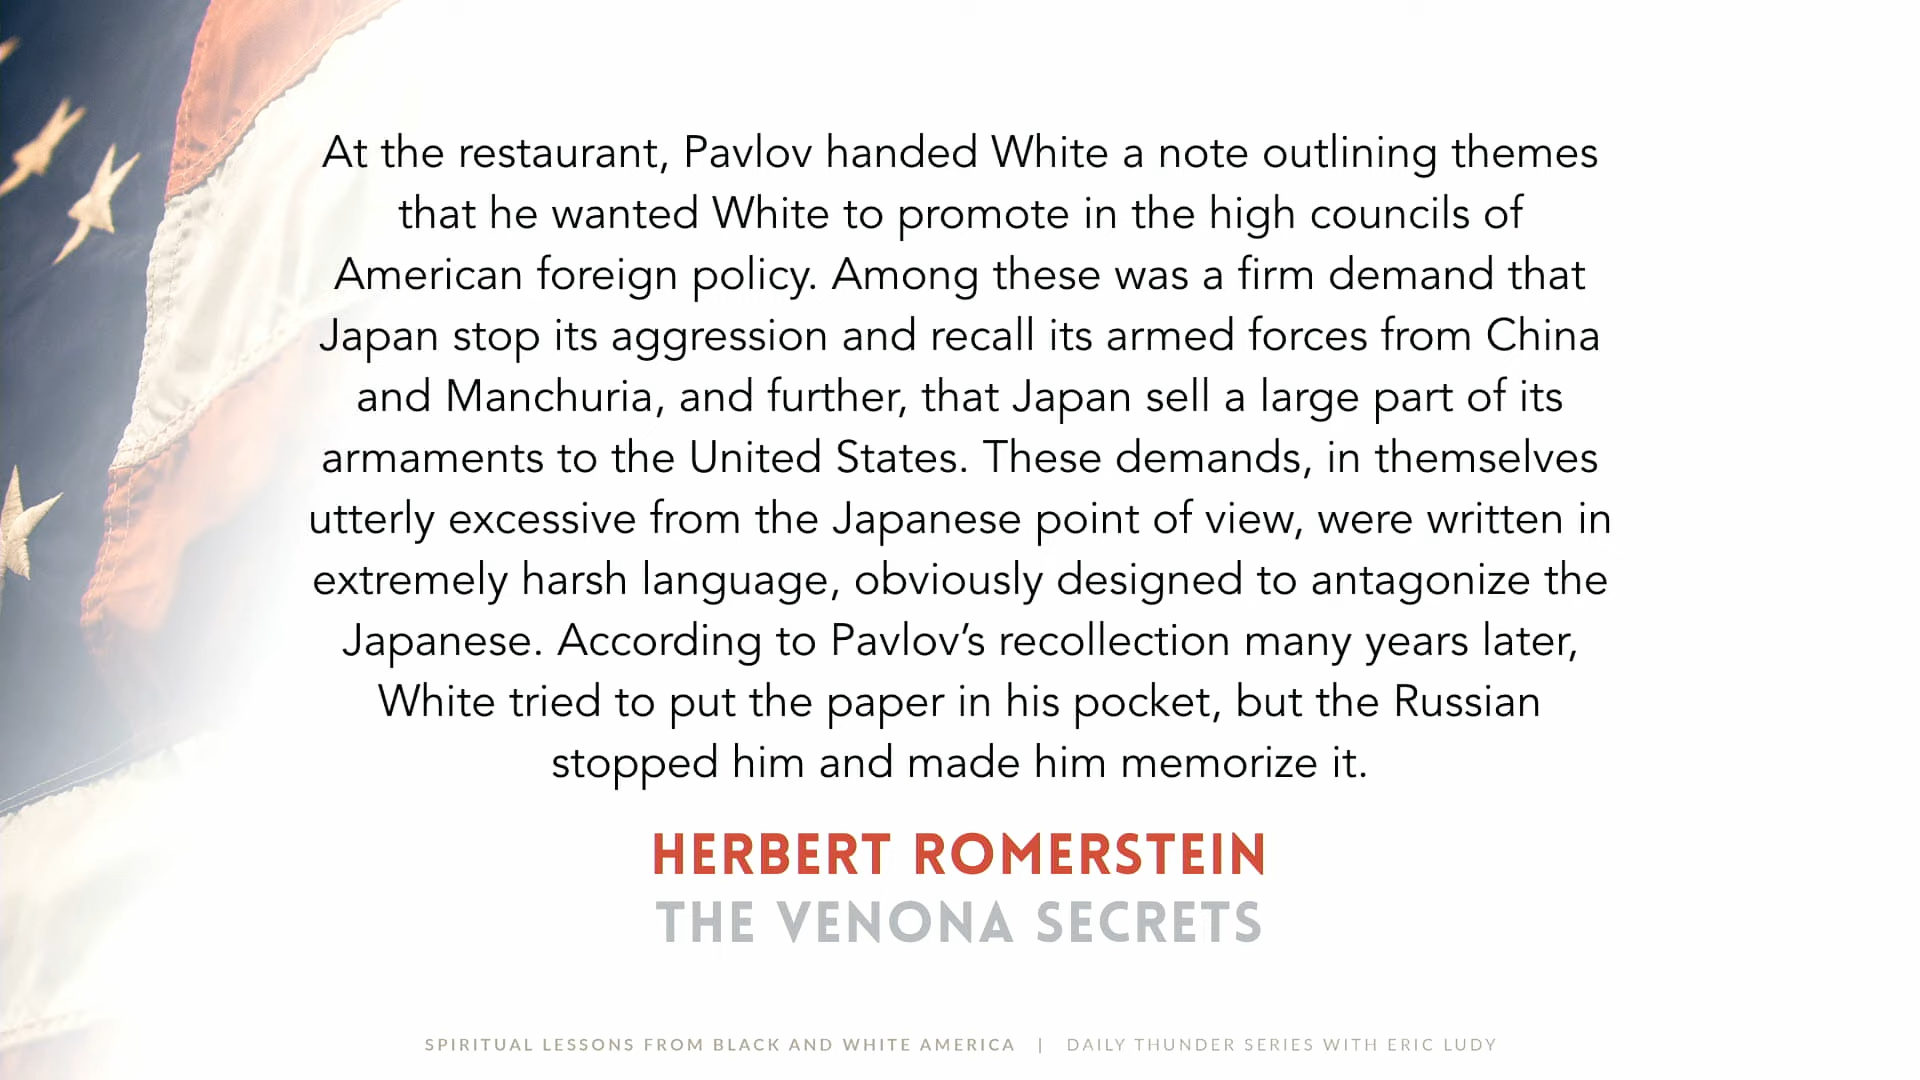 At the restaurant, Pavlov handed White a note outlining themes
that he wanted White to promote in the high councils of
American foreign policy. Among these was a firm demand that
Japan stop its aggression and recall its armed forces from China
and Manchuria, and further, that Japan sell a large part of its
armaments to the United States. These demands, in themselves
utterly excessive from the Japanese point of view, were written in
extremely harsh language, obviously designed to antagonize the
Japanese. According to Pavlov’s recollection many years later,
White tried to put the paper in his pocket, but the Russian
stopped him and made him memorize it.
HERBERT ROMERSTEIN
THE VENONA SECRETS
SPIRITUAL LESSONS FROM BLACK AND WHITE AMERICA | DAILY THUNDER SERIES WITH ERIC LUDY